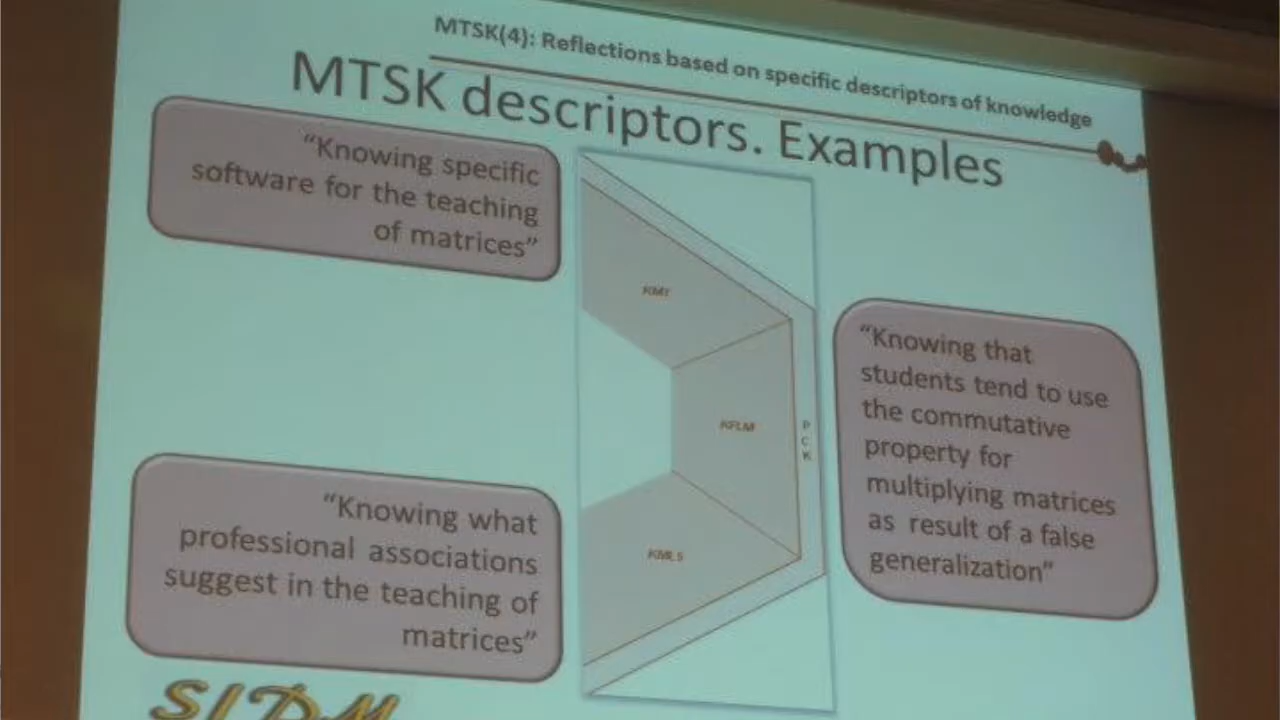 MTSK(4): Reflections based on specific descriptors of knowledge
MTSK descriptors. Examples
“Knowing specific
software for the teaching
of matrices”
KMT
KFLM
P
C
K
KMLS
“Knowing that
students tend to use
the commutative
property for
multiplying matrices
as result of a false
generalization”
“Knowing what
professional associations
suggest in the teaching of
matrices”
SIDM